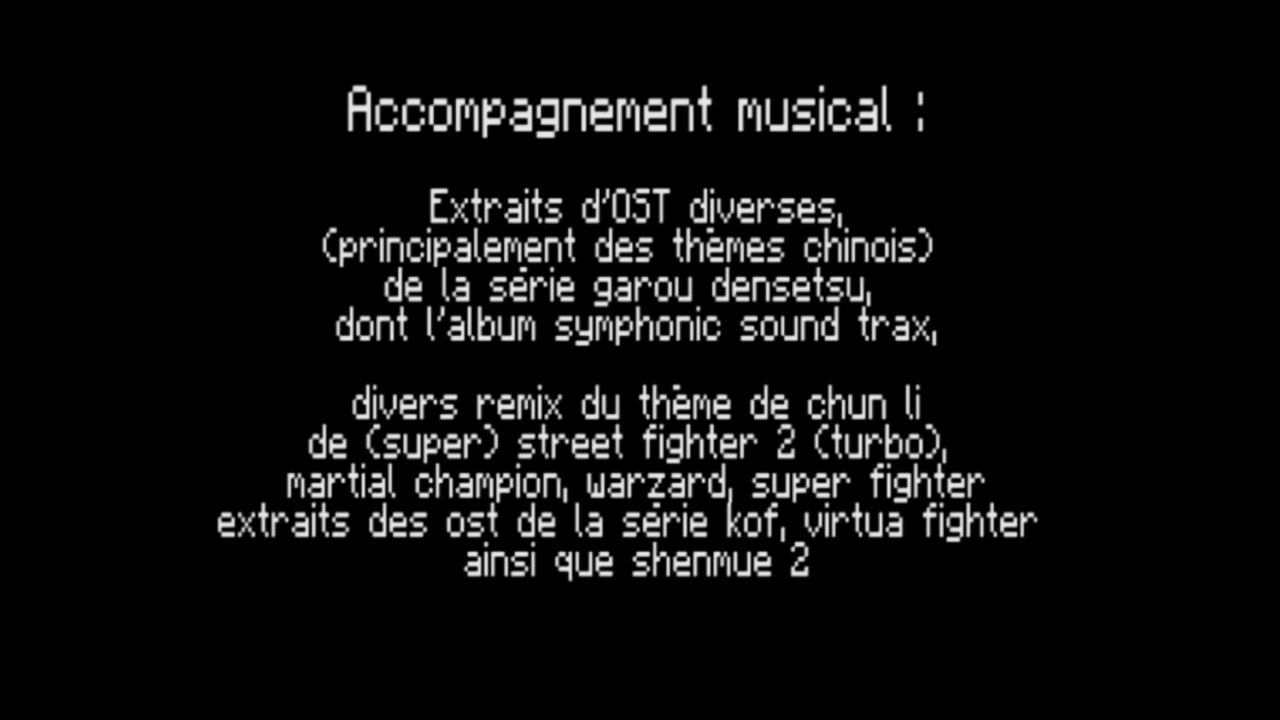 Accompagnement musical :
Extraits d'OST diverses,
(principalement des thèmes chinois)
de la série garou densetsu,
dont l'album symphonic sound trax,
divers remix du thème de chun li
de (super) street fighter 2 (turbo),
martial champion, warzard, super fighter
extraits des ost de la série kof, virtua fighter
ainsi que shenmue 2